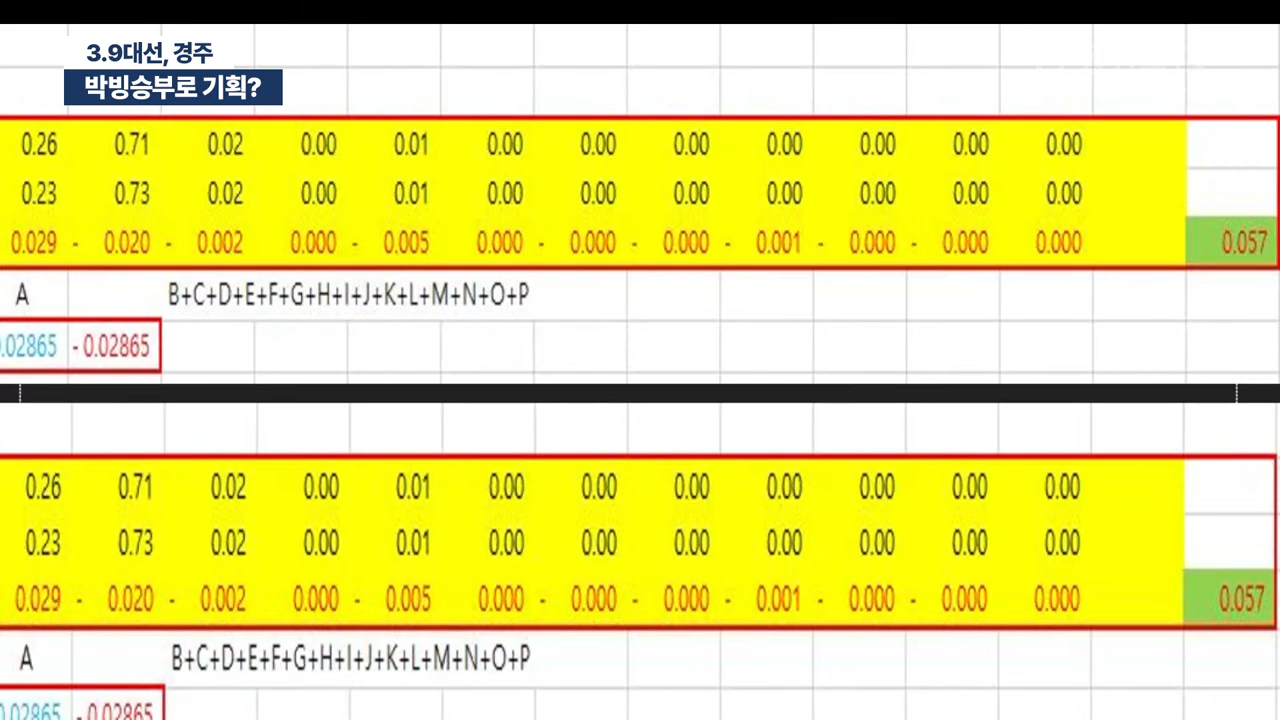 3.9대선, 경주
박빙승부로 기획?
0.26 0.71 0.02 0.00 0.01 0.00 0.00 0.00 0.00 0.00 0.00 0.00
0.23 0.73 0.02 0.00 0.01 0.00 0.00 0.00 0.00 0.00 0.00 0.00
0.029 - 0.020 - 0.002 0.000 - 0.005 0.000 - 0.000 - 0.000 - 0.001 - 0.000 - 0.000 0.000 0.057
A B+C+D+E+F+G+H+I+J+K+L+M+N+O+P
.02865 - 0.02865
0.26 0.71 0.02 0.00 0.01 0.00 0.00 0.00 0.00 0.00 0.00 0.00
0.23 0.73 0.02 0.00 0.01 0.00 0.00 0.00 0.00 0.00 0.00 0.00
0.029 - 0.020 - 0.002 0.000 - 0.005 0.000 - 0.000 - 0.000 - 0.001 - 0.000 - 0.000 0.000 0.057
A B+C+D+E+F+G+H+I+J+K+L+M+N+O+P
0.02865 - 0.02865